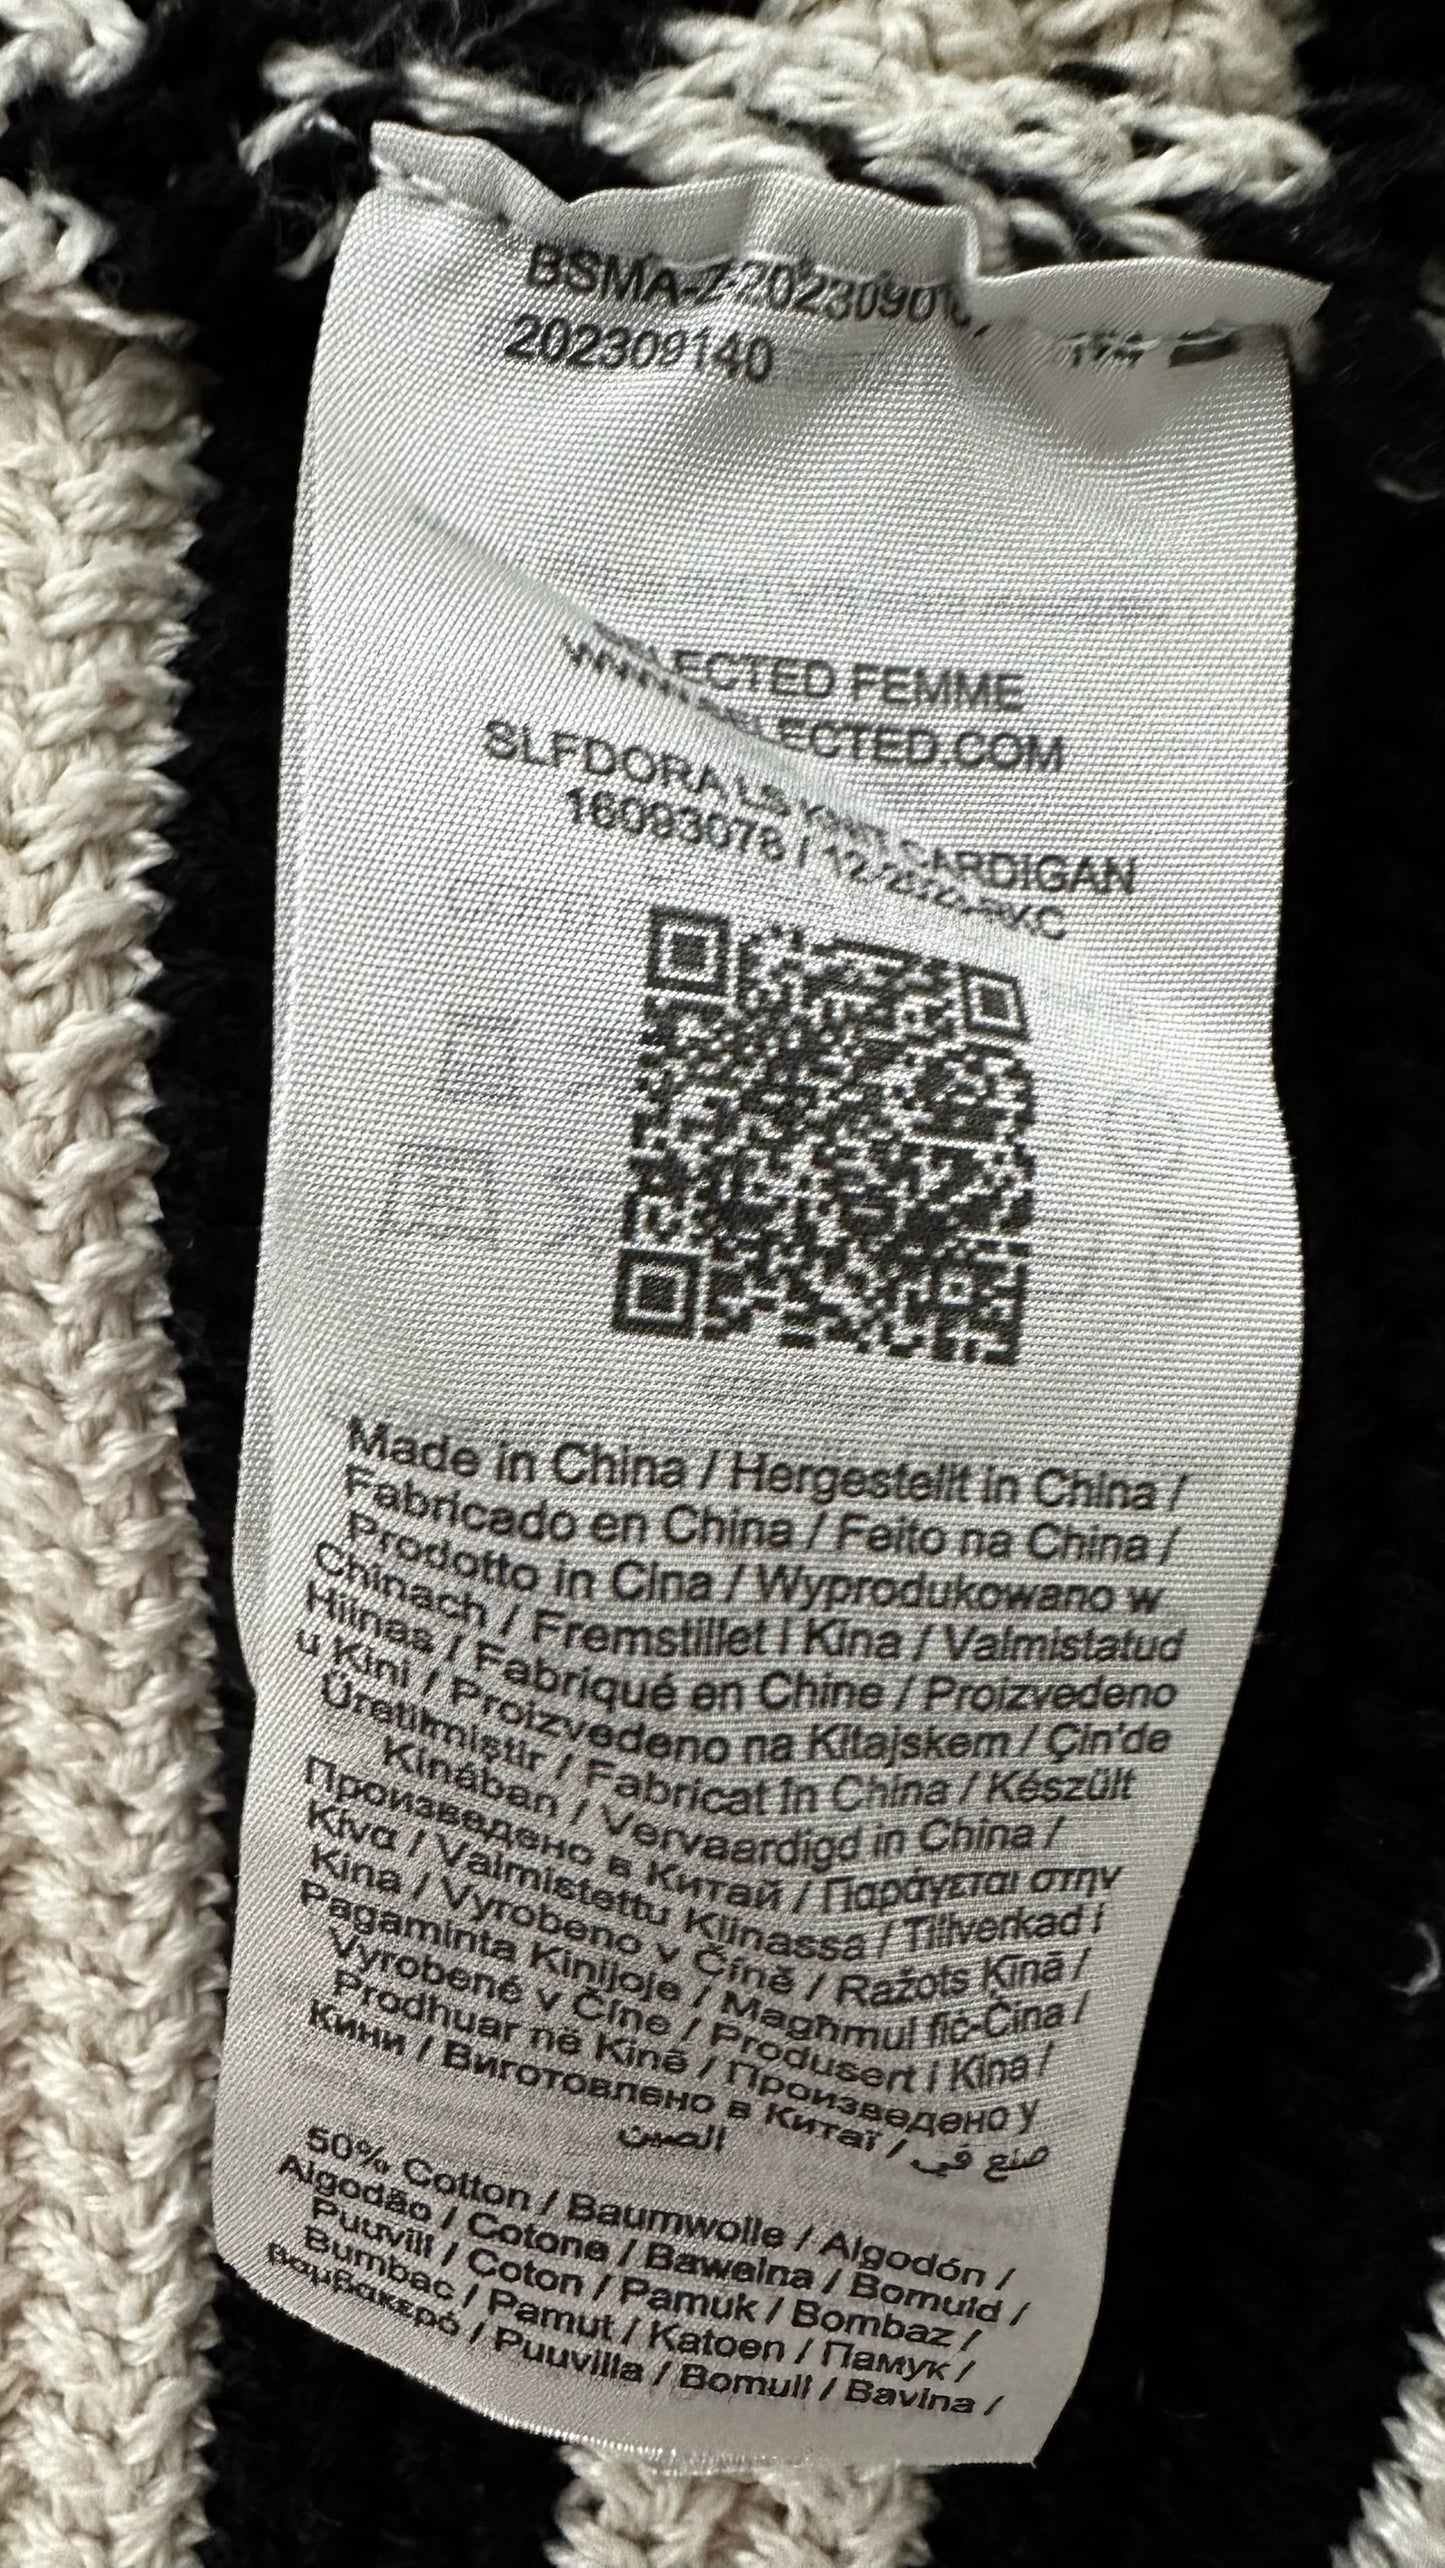 202309140
FEMME
SLFDORA LS KNIT CARDIGAN
16093076 /
Made in China / Hergestellt in China /
Fabricado en China / Feito na China /
Prodotto in Cina / Wyprodukowano w
Chinach / Fremstillet i Kina / Valmistatud
Hiinas / Fabriqué en Chine / Proizvedeno
u Kini / Proizvedeno na Kitajskem / Çin'de
Üretilmiştir / Fabricat în China / Készült
Kínában / Vervaardigd in China /
Произведено в Китай / Παράγεται στην
Κίνα / Valmistettu Kiinassa / Tillverkad i
Kina / Vyrobeno v Číně / Ražots Ķīnā /
Pagaminta Kinijoje / Magħmul fiċ-Ċina /
Vyrobené v Číne / Produsert i Kina /
Prodhuar në Kinë / Произведено у
Кини / Виготовлено в Китаї / صنع في
الصين
50% Cotton / Baumwolle / Algodón /
Algodão / Cotone / Bawełna / Bomuld /
Puuvill / Coton / Pamuk / Bombaz /
Bumbac / Pamut / Katoen / Памук /
Βαμβακερό / Puuvilla / Bomull / Bavlna /